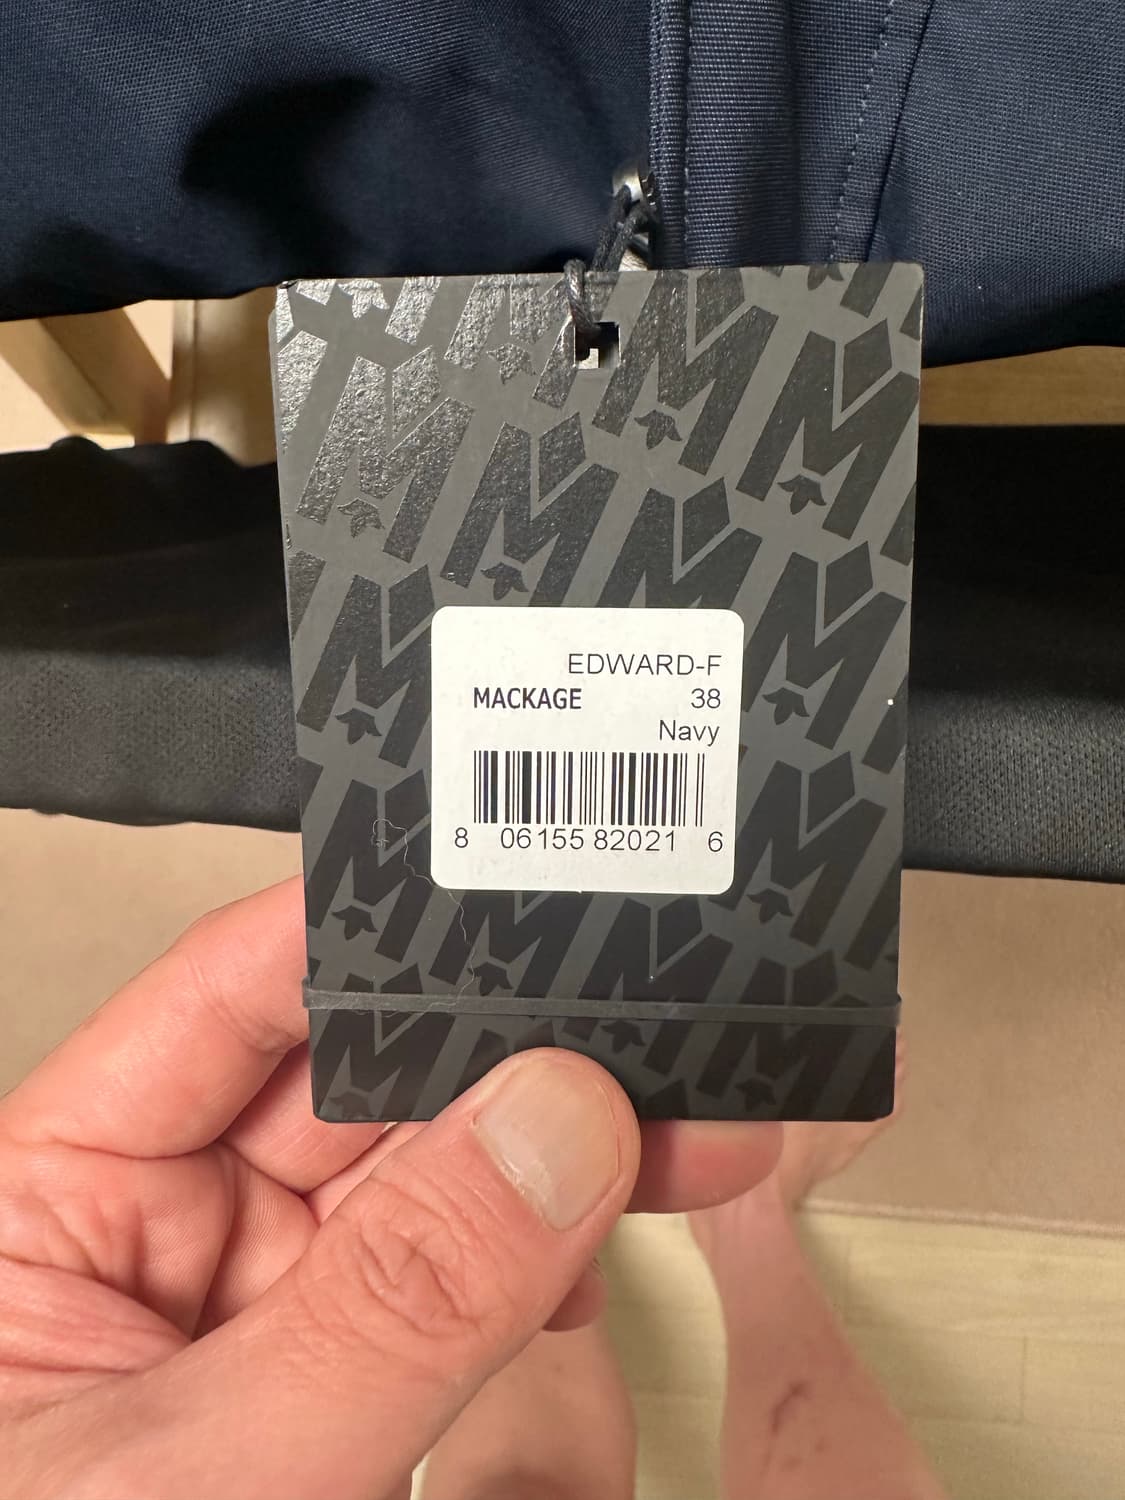 EDWARD-F
MACKAGE 38
Navy
8 06155 82021 6